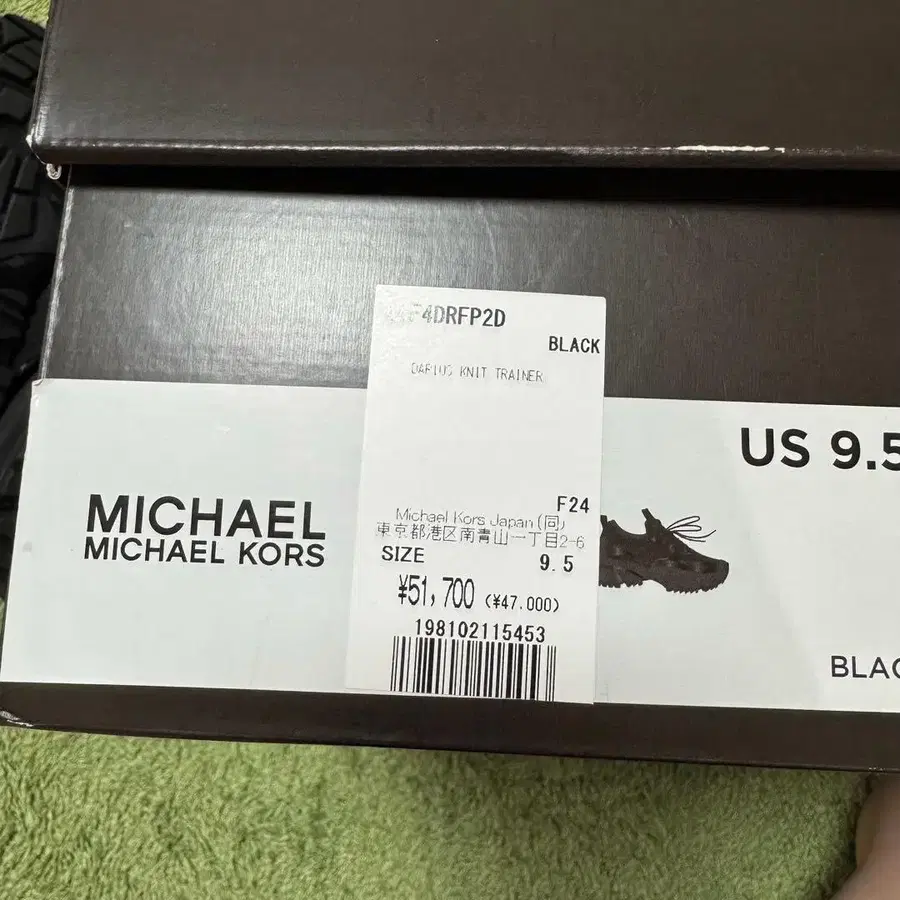 F4DRFP2D
BLACK
DARIUS KNIT TRAINER
US 9.5
F24
MICHAEL
MICHAEL KORS
Michael Kors Japan(同)
東京都港区南青山一丁目2-6
SIZE 9.5
¥51,700 (¥47.000)
198102115453
BLAC